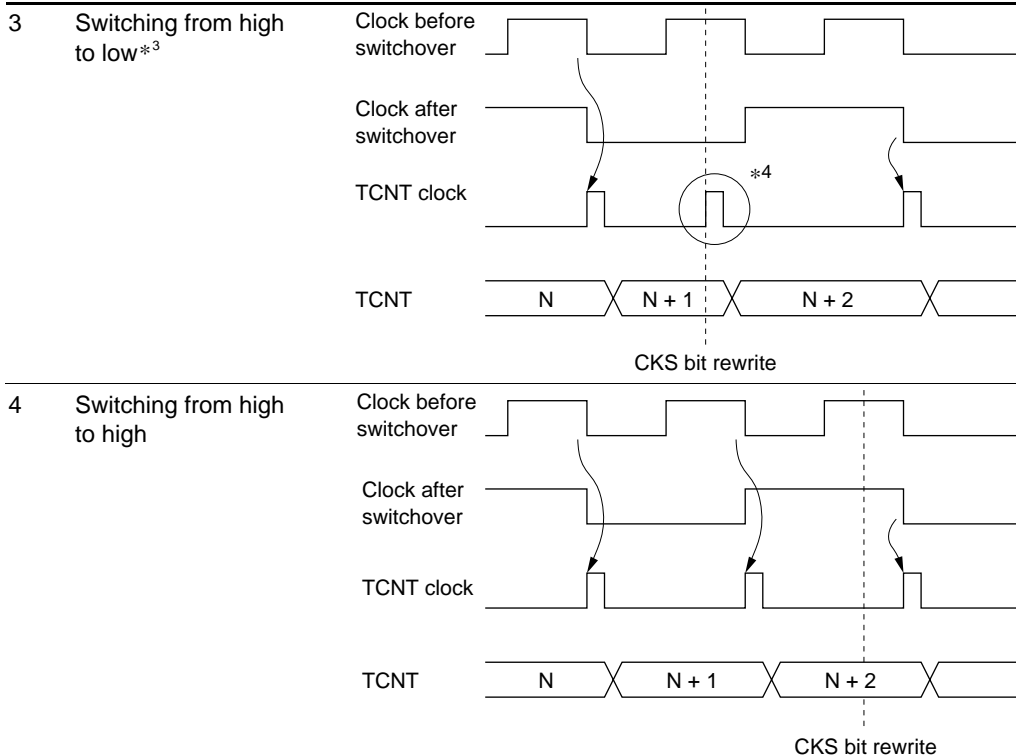 3 Switching from high to low*3
Clock before switchover
Clock after switchover
TCNT clock
*4
TCNT
N
N + 1
N + 2
CKS bit rewrite
4 Switching from high to high
Clock before switchover
Clock after switchover
TCNT clock
TCNT
N
N + 1
N + 2
CKS bit rewrite